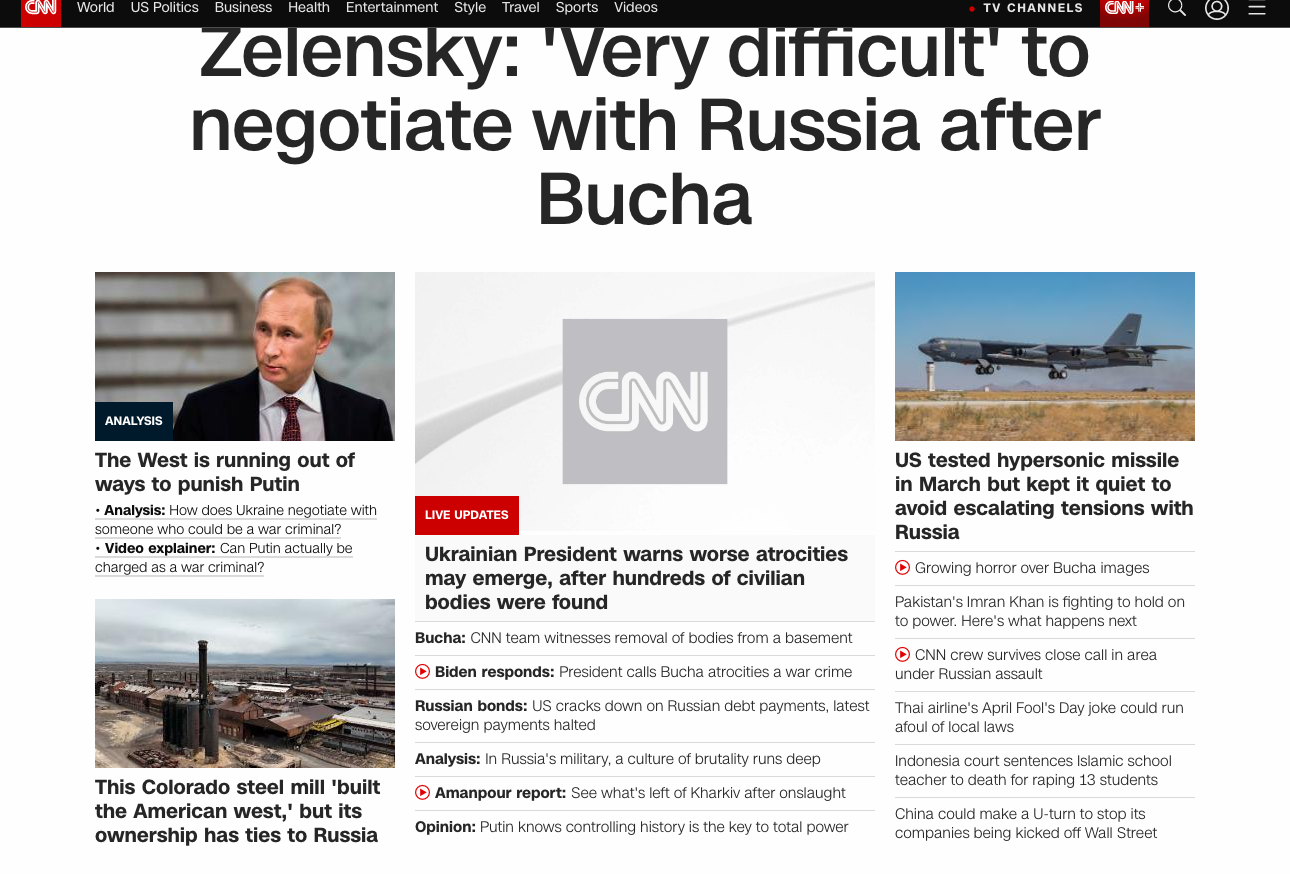 CNN World US Politics Business Health Entertainment Style Travel Sports Videos TV CHANNELS CNN+
Zelensky: 'Very difficult' to
negotiate with Russia after
Bucha
ANALYSIS
The West is running out of
ways to punish Putin
• Analysis: How does Ukraine negotiate with
someone who could be a war criminal?
• Video explainer: Can Putin actually be
charged as a war criminal?
This Colorado steel mill 'built
the American west,' but its
ownership has ties to Russia
CNN
LIVE UPDATES
Ukrainian President warns worse atrocities
may emerge, after hundreds of civilian
bodies were found
Bucha: CNN team witnesses removal of bodies from a basement
Biden responds: President calls Bucha atrocities a war crime
Russian bonds: US cracks down on Russian debt payments, latest
sovereign payments halted
Analysis: In Russia's military, a culture of brutality runs deep
Amanpour report: See what's left of Kharkiv after onslaught
Opinion: Putin knows controlling history is the key to total power
US tested hypersonic missile
in March but kept it quiet to
avoid escalating tensions with
Russia
Growing horror over Bucha images
Pakistan's Imran Khan is fighting to hold on
to power. Here's what happens next
CNN crew survives close call in area
under Russian assault
Thai airline's April Fool's Day joke could run
afoul of local laws
Indonesia court sentences Islamic school
teacher to death for raping 13 students
China could make a U-turn to stop its
companies being kicked off Wall Street